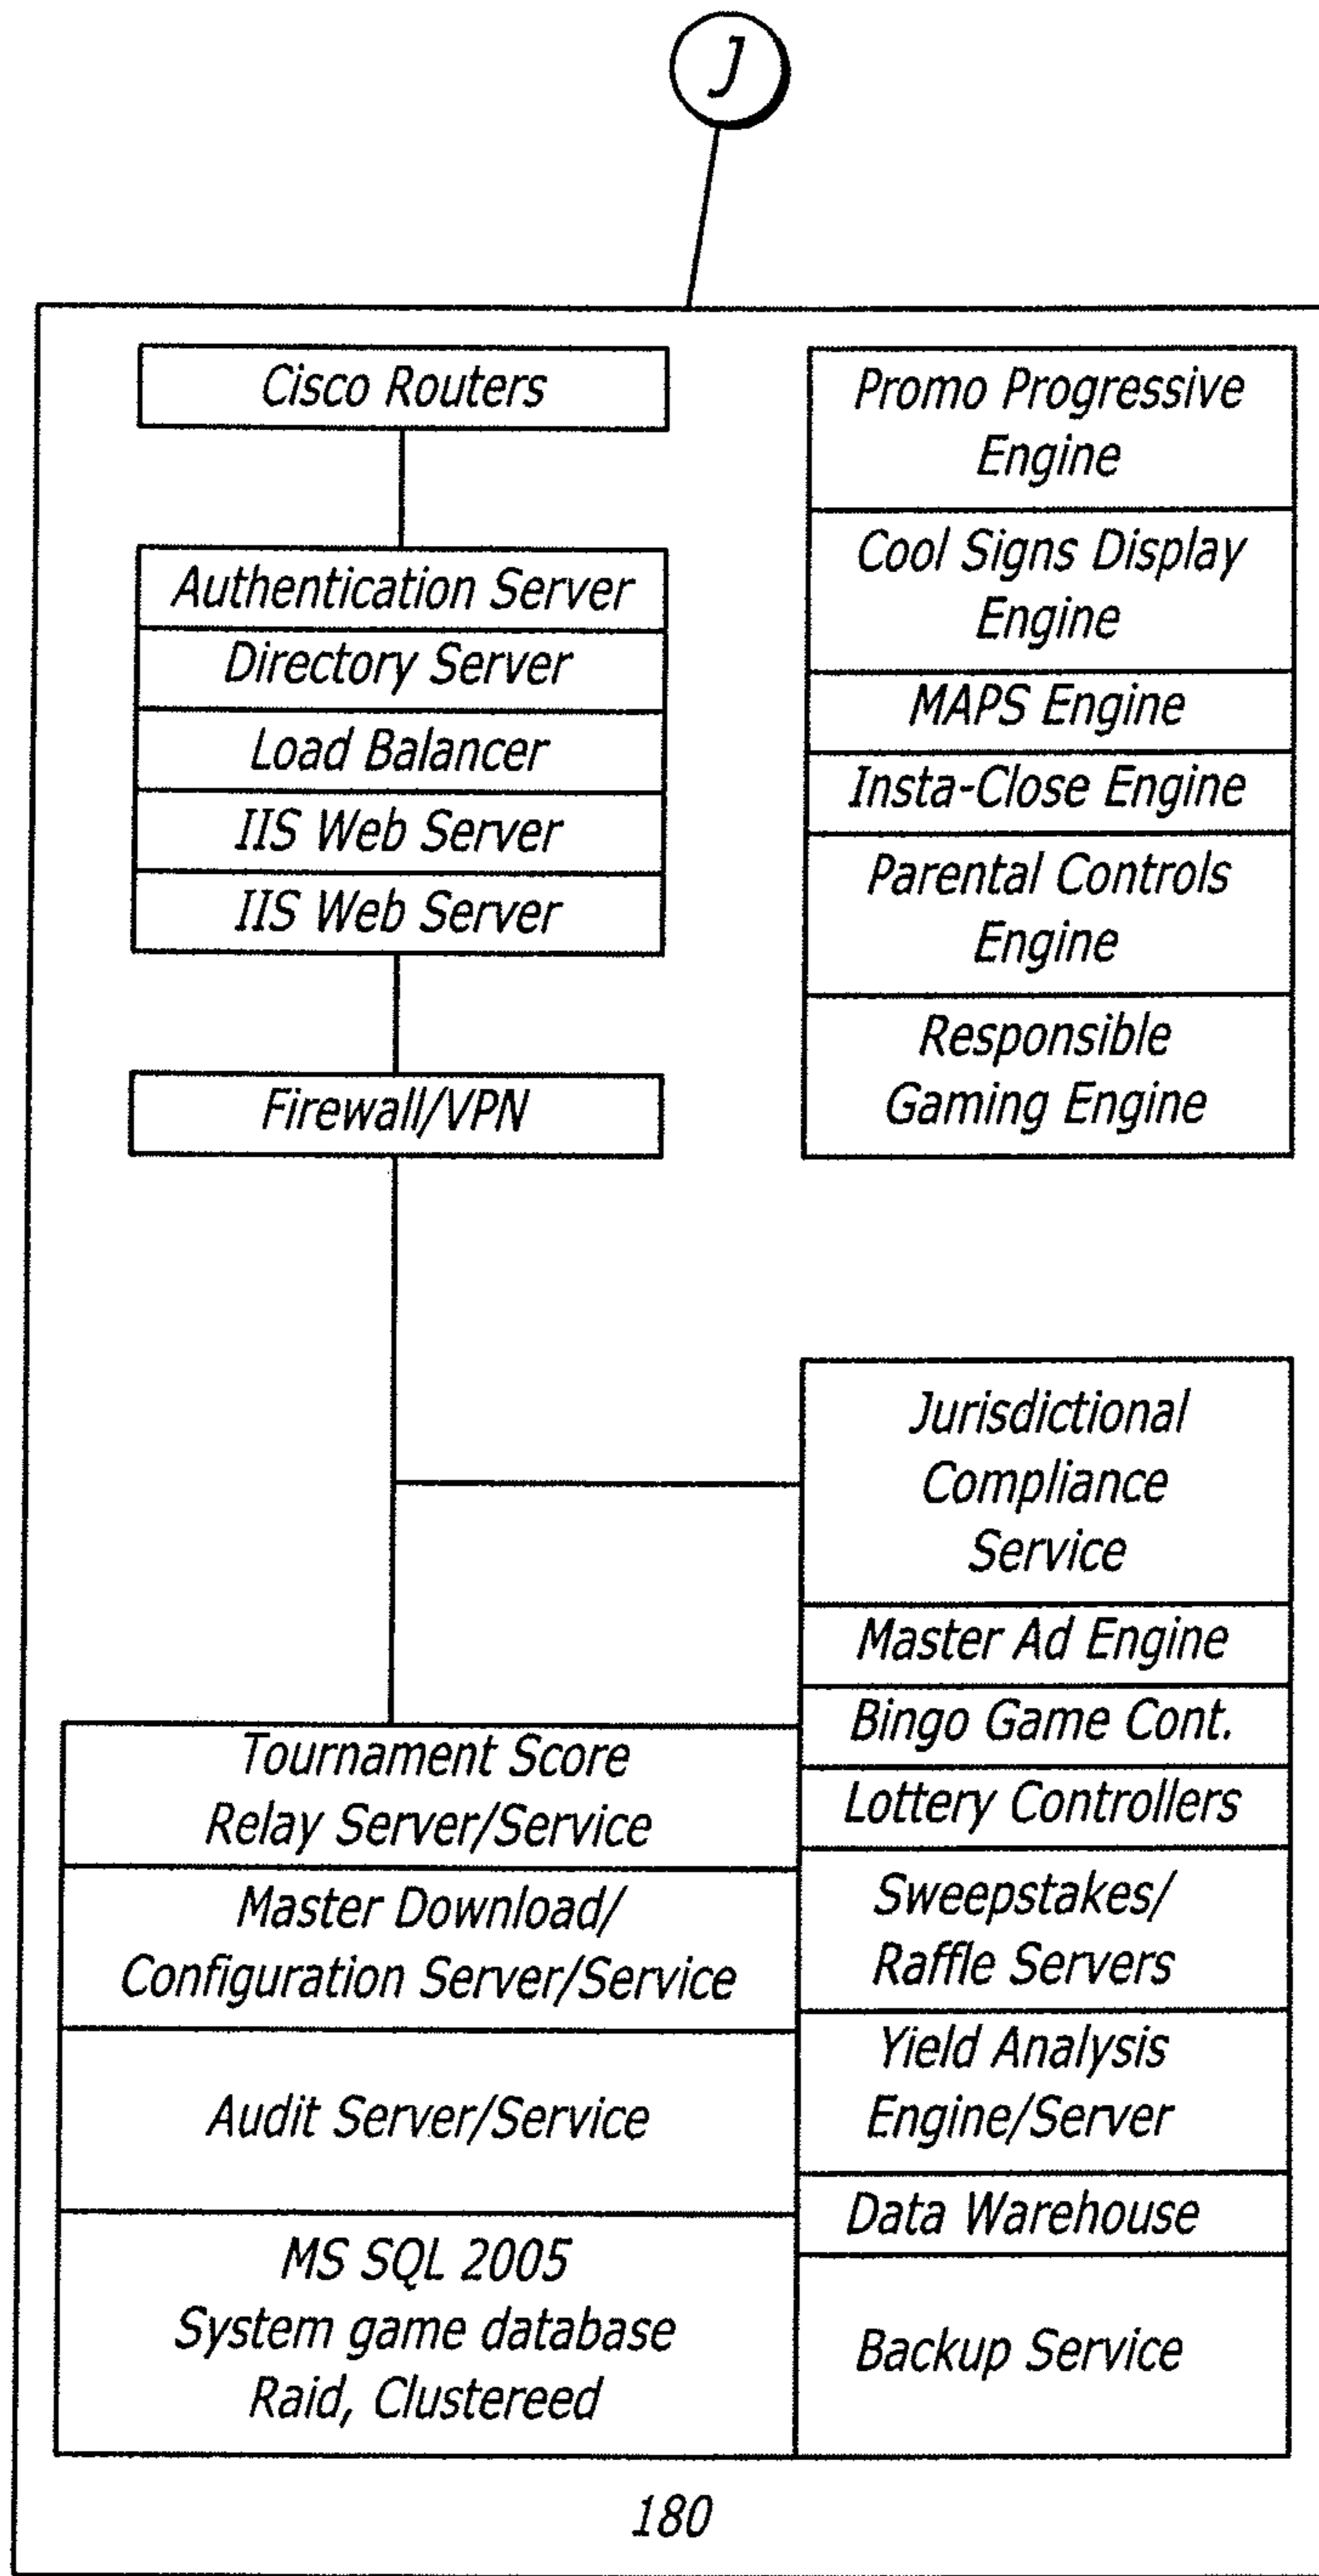 J
Cisco Routers
Authentication Server
Directory Server
Load Balancer
IIS Web Server
IIS Web Server
Firewall/VPN
Promo Progressive
Engine
Cool Signs Display
Engine
MAPS Engine
Insta-Close Engine
Parental Controls
Engine
Responsible
Gaming Engine
Jurisdictional
Compliance
Service
Master Ad Engine
Bingo Game Cont.
Lottery Controllers
Sweepstakes/
Raffle Servers
Yield Analysis
Engine/Server
Data Warehouse
Backup Service
Tournament Score
Relay Server/Service
Master Download/
Configuration Server/Service
Audit Server/Service
MS SQL 2005
System game database
Raid, Clustereed
180